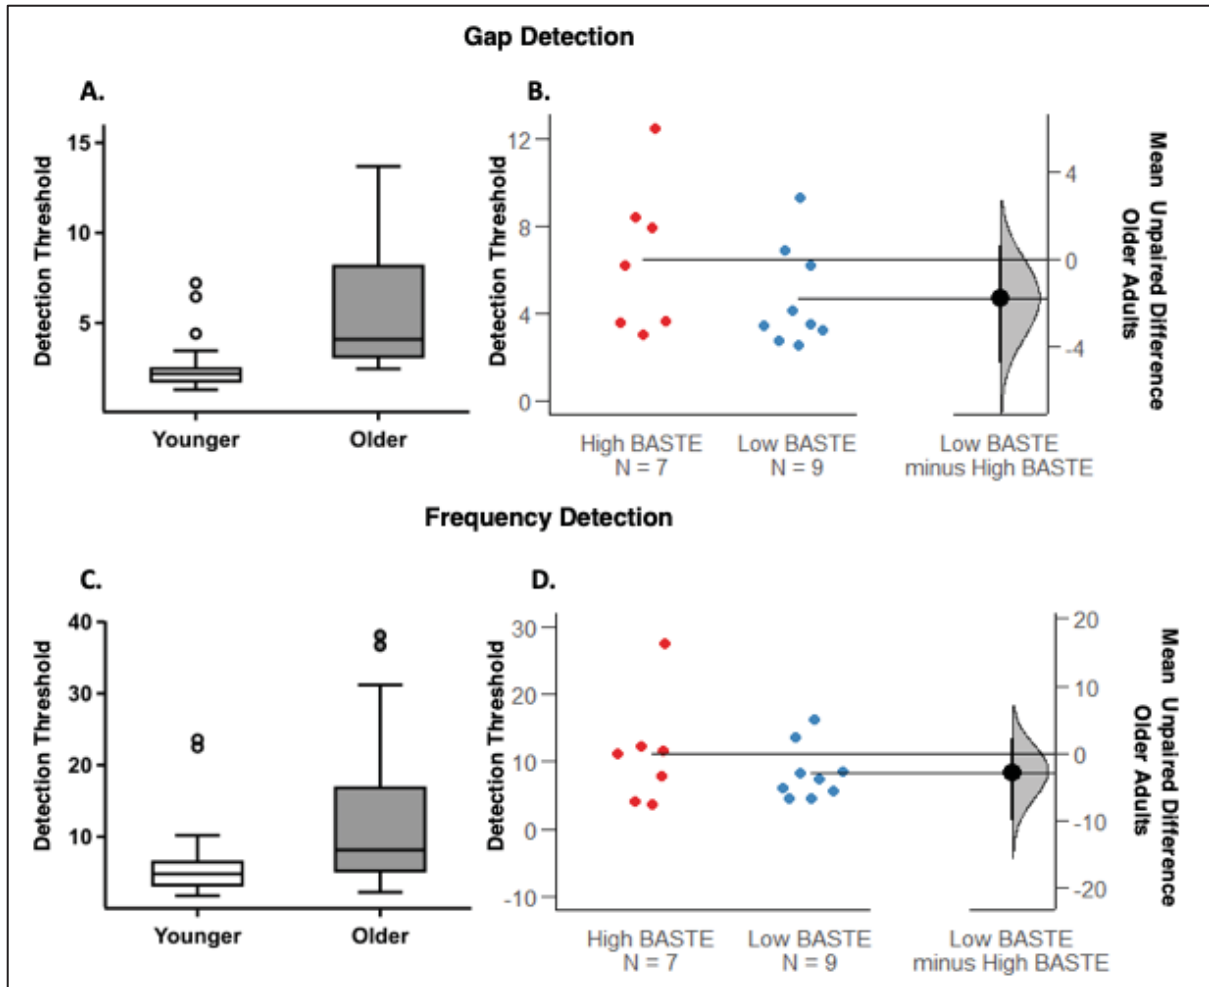 Gap Detection
A.
B.
Detection Threshold
15
10
5
Younger
Older
Detection Threshold
12
8
4
0
High BASTE
N = 7
Low BASTE
N = 9
Low BASTE
minus High BASTE
4
0
-4
Mean Unpaired Difference
Older Adults
Frequency Detection
C.
D.
Detection Threshold
40
30
20
10
Younger
Older
Detection Threshold
30
20
10
0
-10
High BASTE
N = 7
Low BASTE
N = 9
Low BASTE
minus High BASTE
20
10
0
-10
-20
Mean Unpaired Difference
Older Adults